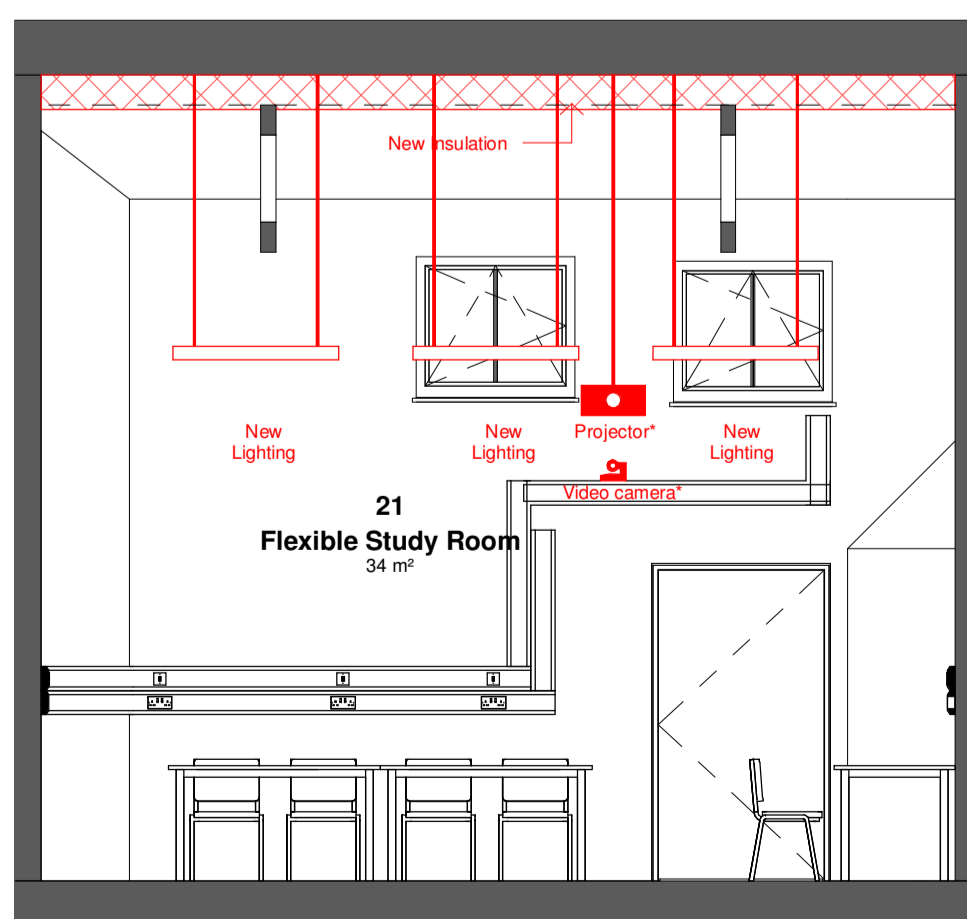 New Insulation
New
Lighting
New
Lighting
Projector*
New
Lighting
Video camera*
21
Flexible Study Room
34 m²